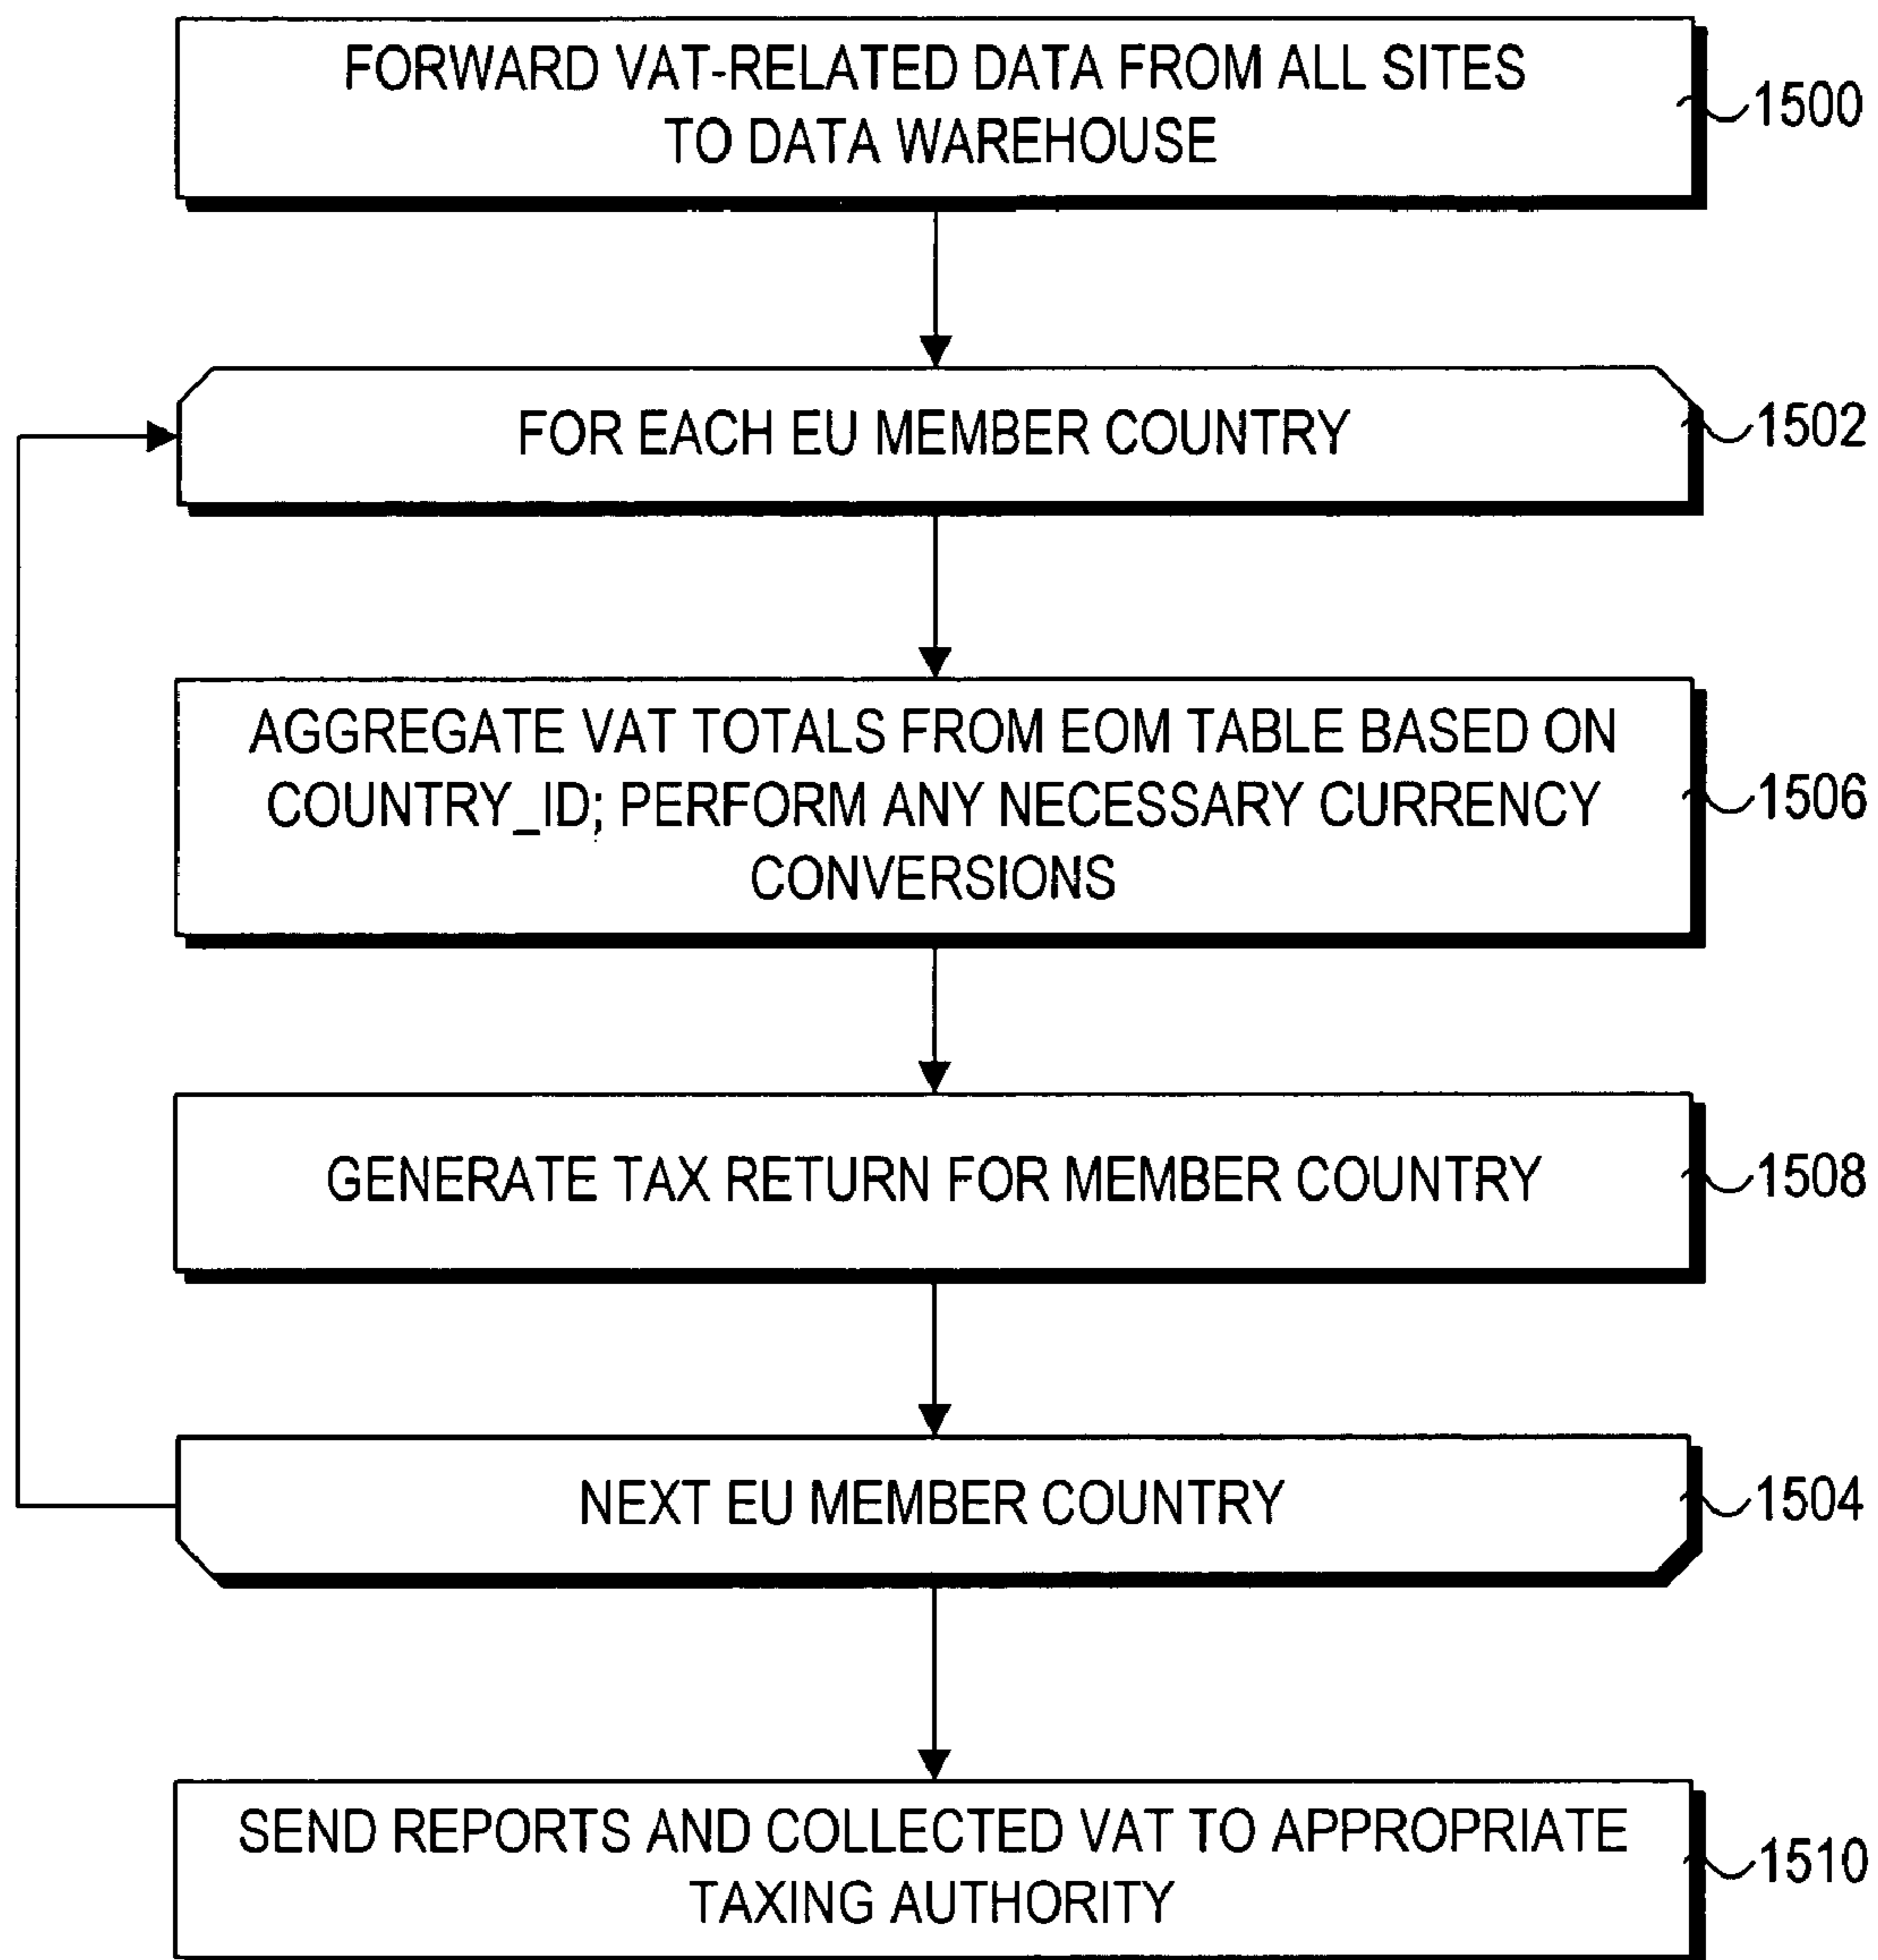 FORWARD VAT-RELATED DATA FROM ALL SITES
TO DATA WAREHOUSE
1500
FOR EACH EU MEMBER COUNTRY
1502
AGGREGATE VAT TOTALS FROM EOM TABLE BASED ON
COUNTRY_ID; PERFORM ANY NECESSARY CURRENCY
CONVERSIONS
1506
GENERATE TAX RETURN FOR MEMBER COUNTRY
1508
NEXT EU MEMBER COUNTRY
1504
SEND REPORTS AND COLLECTED VAT TO APPROPRIATE
TAXING AUTHORITY
1510